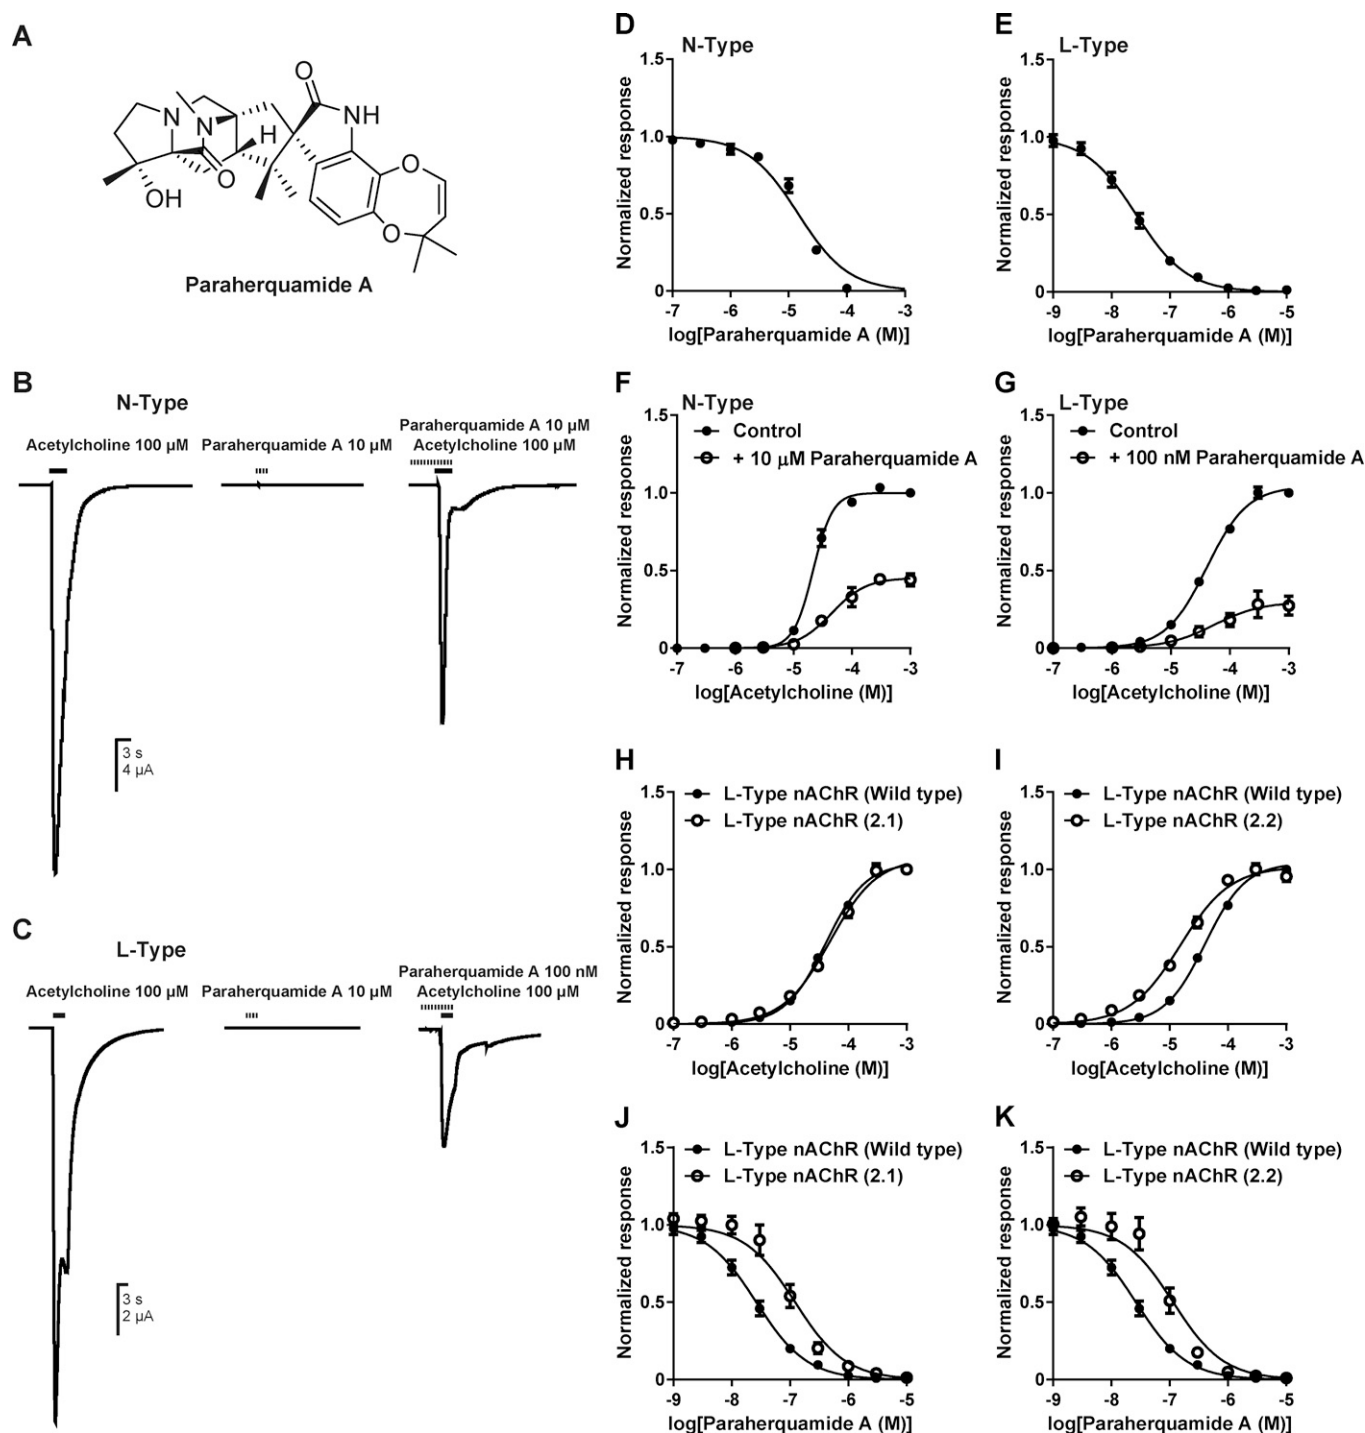 A
O
NH
N
N
H
O
OH
O
O
Paraherquamide A
B
N-Type
Acetylcholine 100 µM
Paraherquamide A 10 µM
Paraherquamide A 10 µM
Acetylcholine 100 µM
3 s
4 µA
C
L-Type
Acetylcholine 100 µM
Paraherquamide A 10 µM
Paraherquamide A 100 nM
Acetylcholine 100 µM
3 s
2 µA
D
N-Type
Normalized response
1.5
1.0
0.5
0
-7 -6 -5 -4 -3
log[Paraherquamide A (M)]
E
L-Type
Normalized response
1.5
1.0
0.5
0
-9 -8 -7 -6 -5
log[Paraherquamide A (M)]
F
N-Type
Control
+ 10 µM Paraherquamide A
Normalized response
1.5
1.0
0.5
0
-7 -6 -5 -4 -3
log[Acetylcholine (M)]
G
L-Type
Control
+ 100 nM Paraherquamide A
Normalized response
1.5
1.0
0.5
0
-7 -6 -5 -4 -3
log[Acetylcholine (M)]
H
L-Type nAChR (Wild type)
L-Type nAChR (2.1)
Normalized response
1.5
1.0
0.5
0
-7 -6 -5 -4 -3
log[Acetylcholine (M)]
I
L-Type nAChR (Wild type)
L-Type nAChR (2.2)
Normalized response
1.5
1.0
0.5
0
-7 -6 -5 -4 -3
log[Acetylcholine (M)]
J
L-Type nAChR (Wild type)
L-Type nAChR (2.1)
Normalized response
1.5
1.0
0.5
0
-9 -8 -7 -6 -5
log[Paraherquamide A (M)]
K
L-Type nAChR (Wild type)
L-Type nAChR (2.2)
Normalized response
1.5
1.0
0.5
0
-9 -8 -7 -6 -5
log[Paraherquamide A (M)]